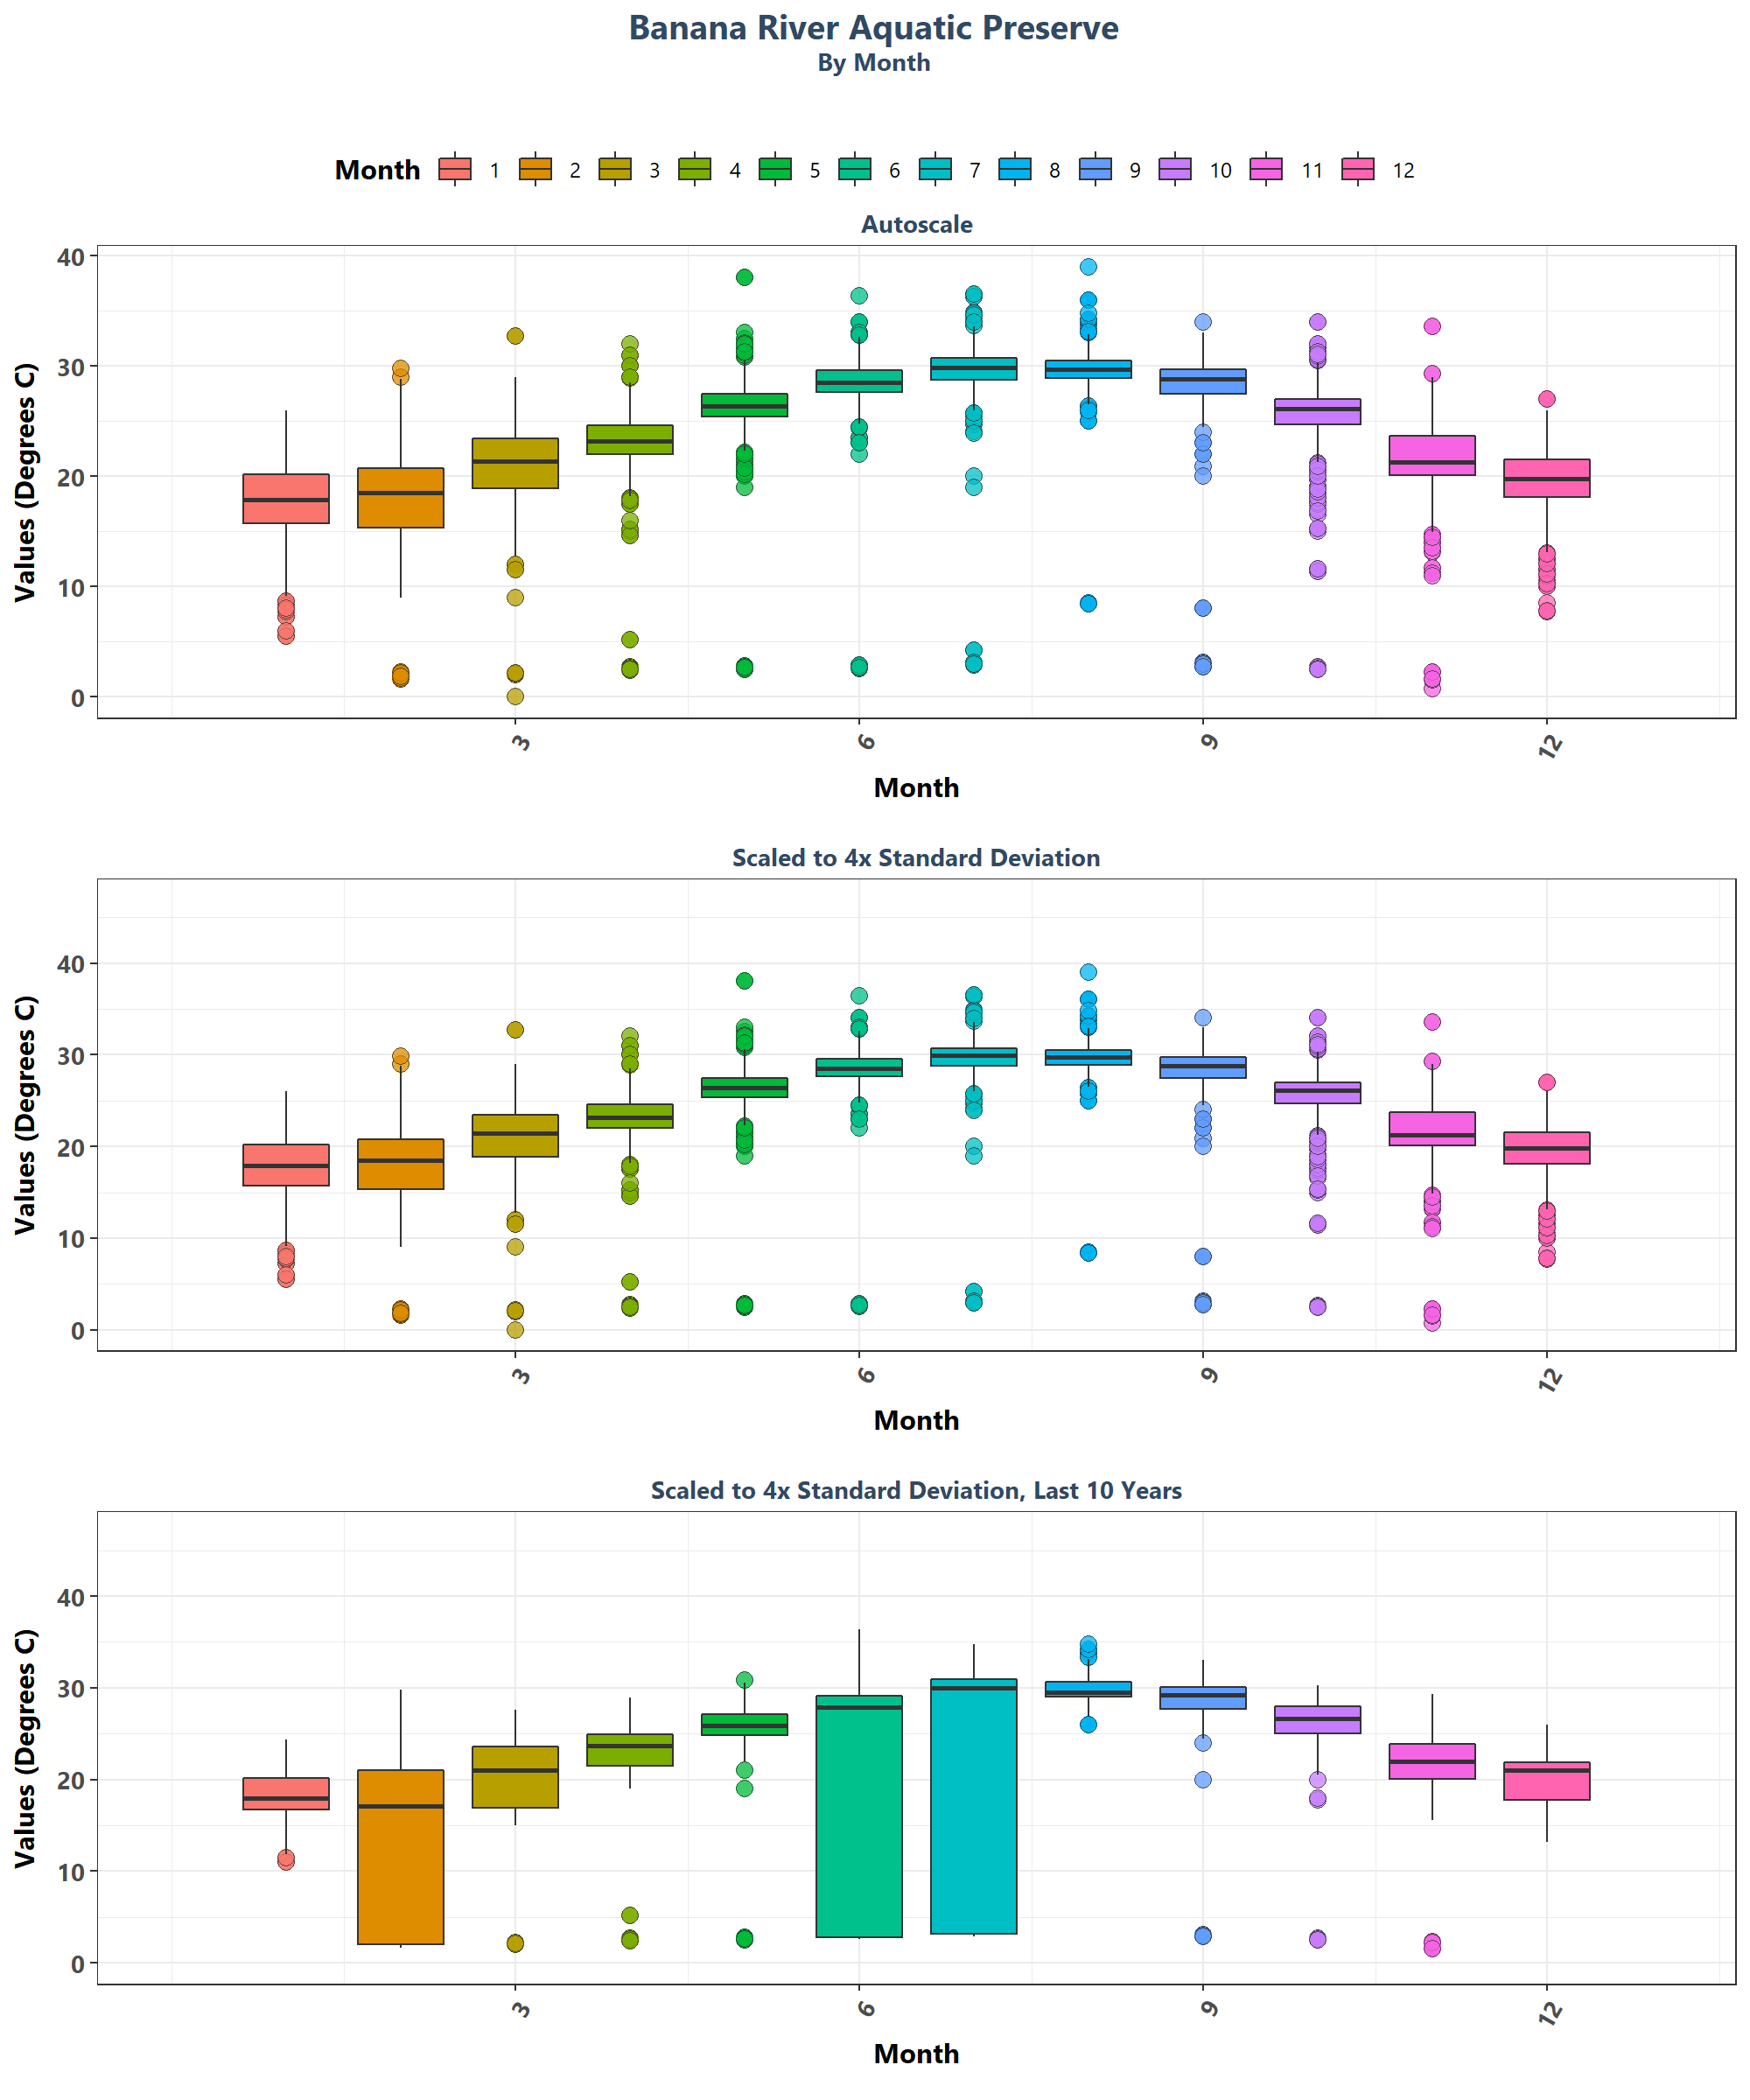 Banana River Aquatic Preserve
By Month
Month 1 2 3 4 5 6 7 8 9 10 11 12
Autoscale
Values (Degrees C)
40
30
20
10
0
3 6 9 12
Month
Scaled to 4x Standard Deviation
Values (Degrees C)
40
30
20
10
0
3 6 9 12
Month
Scaled to 4x Standard Deviation, Last 10 Years
Values (Degrees C)
40
30
20
10
0
3 6 9 12
Month